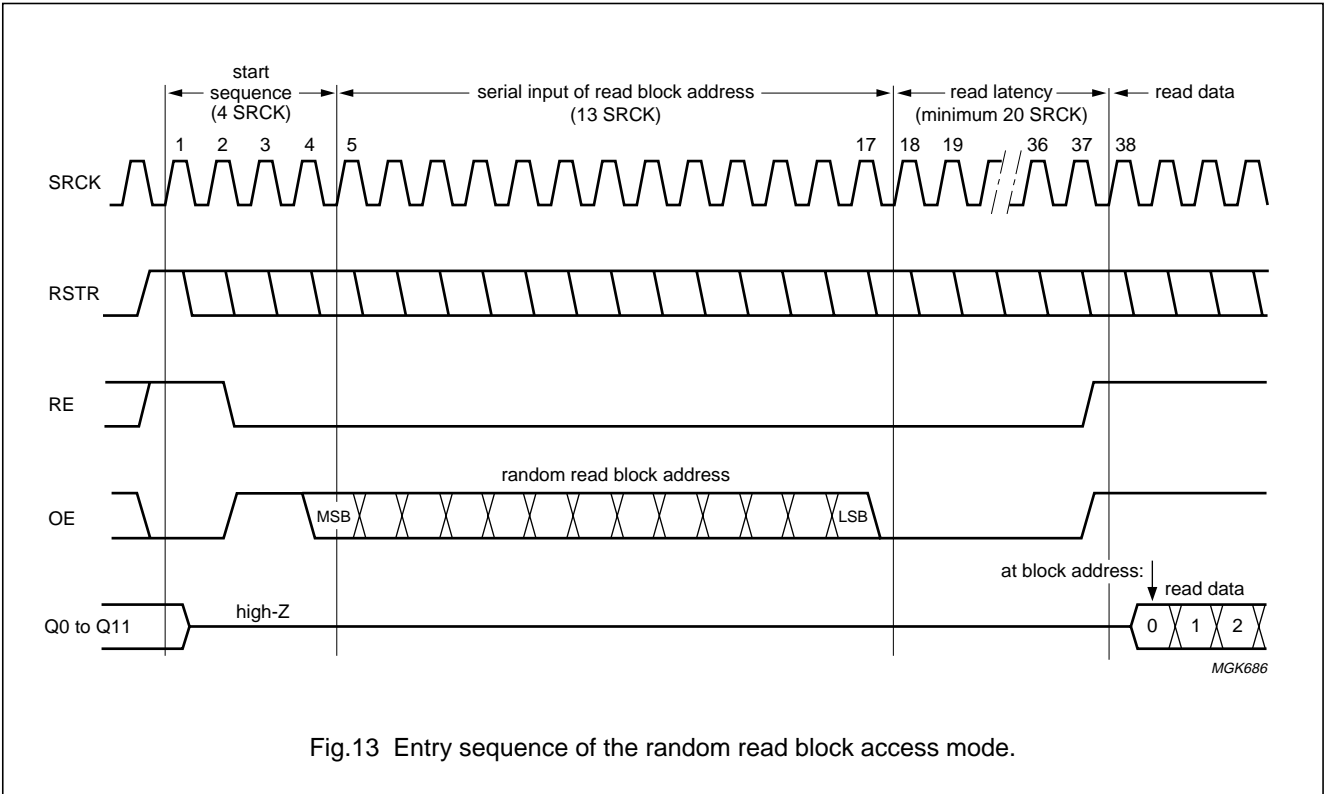 start
sequence
(4 SRCK)
serial input of read block address
(13 SRCK)
read latency
(minimum 20 SRCK)
read data
1 2 3 4 5 17 18 19 36 37 38
SRCK
RSTR
RE
random read block address
OE
MSB
LSB
at block address:
read data
high-Z
Q0 to Q11
0 1 2
MGK686
Fig.13 Entry sequence of the random read block access mode.